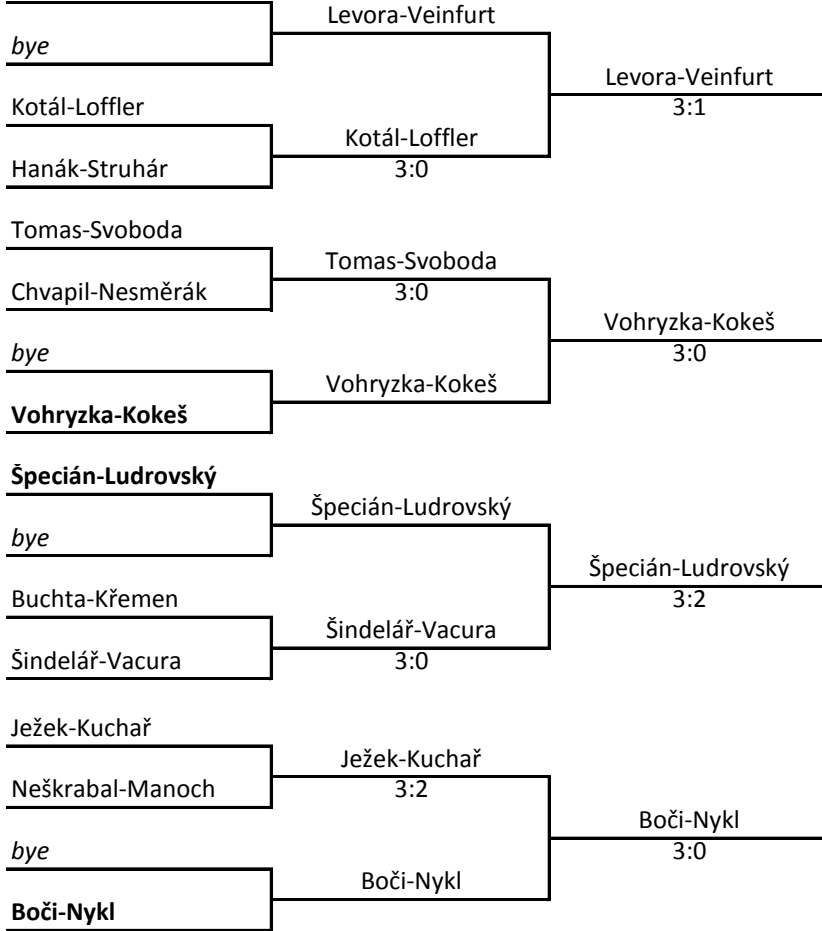 Levora-Veinfurt
bye
Levora-Veinfurt
3:1
Kotál-Loffler
Kotál-Loffler
3:0
Hanák-Struhár
Tomas-Svoboda
Tomas-Svoboda
3:0
Chvapil-Nesměrák
Vohryzka-Kokeš
3:0
bye
Vohryzka-Kokeš
Vohryzka-Kokeš
Špecián-Ludrovský
Špecián-Ludrovský
bye
Špecián-Ludrovský
3:2
Buchta-Křemen
Šindelář-Vacura
3:0
Šindelář-Vacura
Ježek-Kuchař
Ježek-Kuchař
3:2
Neškrabal-Manoch
Boči-Nykl
3:0
bye
Boči-Nykl
Boči-Nykl